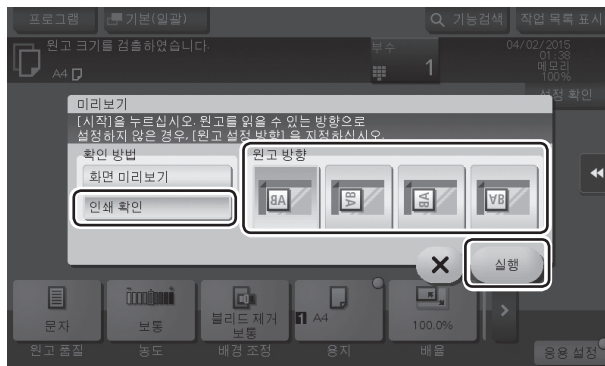 프로그램
기본(일괄)
기능검색
작업 목록 표시
원고 크기를 검출하였습니다.
A4
부수
1
04/02/2015
01:38
메모리
100%
설정 확인
미리보기
[시작]을 누르십시오. 원고를 읽을 수 있는 방향으로
설정하지 않은 경우, [원고 설정 방향] 을 지정하십시오.
확인 방법
화면 미리보기
인쇄 확인
원고 방향
실행
문자
보통
블리드 제거
보통
1 A4
100.0%
원고 품질
농도
배경 조정
용지
배율
응용 설정